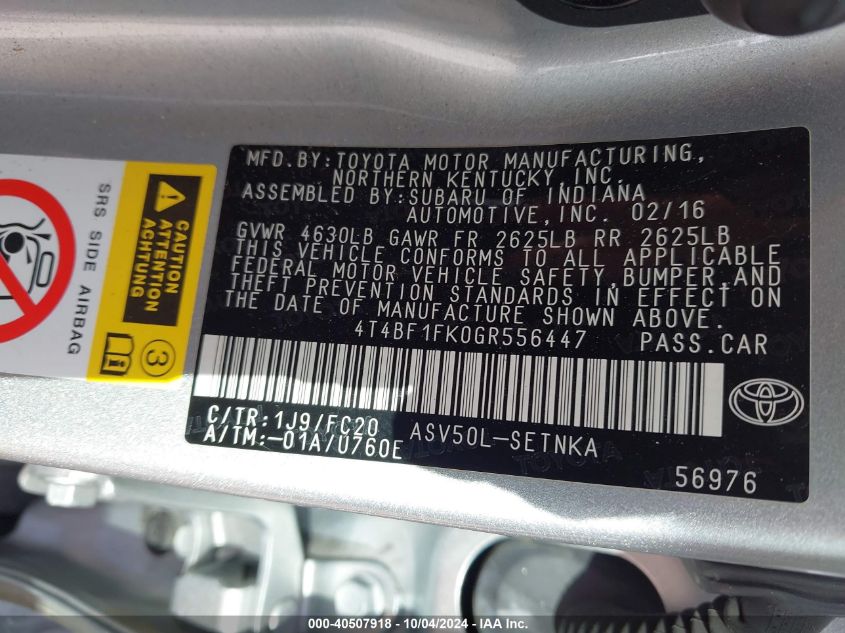 MFD.BY:TOYOTA MOTOR MANUFACTURING,
NORTHERN KENTUCKY, INC.
ASSEMBLED BY:SUBARU OF INDIANA
AUTOMOTIVE,INC. 02/16
GVWR 4630LB GAWR FR 2625LB RR 2625LB
THIS VEHICLE CONFORMS TO ALL APPLICABLE
FEDERAL MOTOR VEHICLE SAFETY,BUMPER,AND
THEFT PREVENTION STANDARDS IN EFFECT ON
THE DATE OF MANUFACTURE SHOWN ABOVE.
4T4BF1FK0GR556447 PASS.CAR
C/TR:1J9/FC20 ASV50L-SETNKA
A/TM:-01A/U760E
56976
SRS SIDE AIRBAG
CAUTION
ATTENTION
ACHTUNG
3
000-40507918 - 10/04/2024 - IAA Inc.